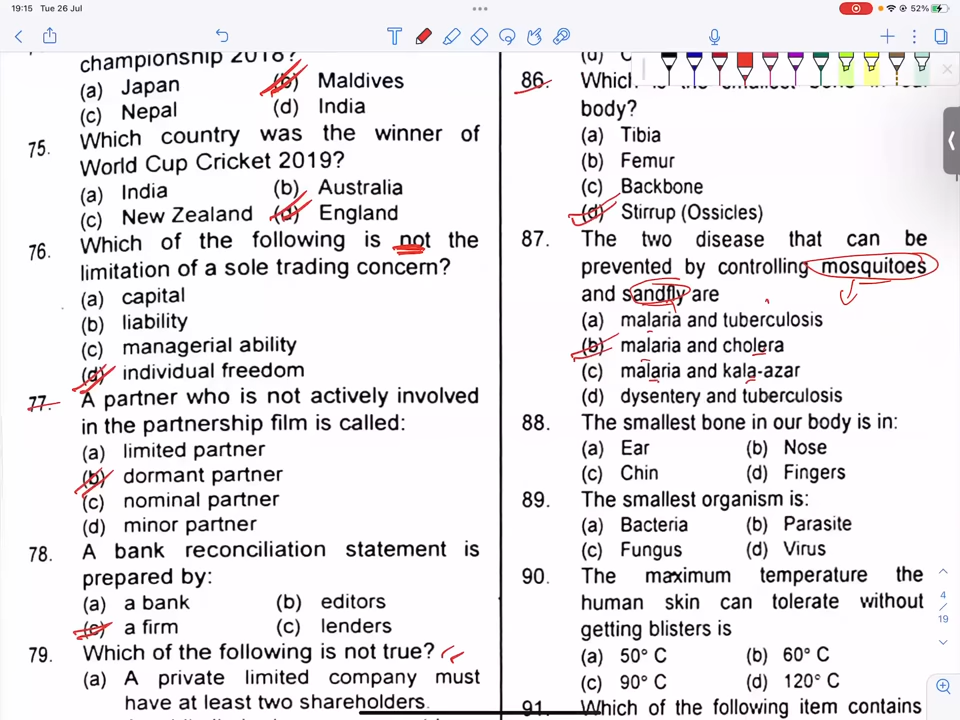 19:15 Tue 26 Jul
52%
championship 2018?
(a) Japan (b) Maldives
(c) Nepal (d) India
75. Which country was the winner of
World Cup Cricket 2019?
(a) India (b) Australia
(c) New Zealand (d) England
76. Which of the following is not the
limitation of a sole trading concern?
(a) capital
(b) liability
(c) managerial ability
(d) individual freedom
77. A partner who is not actively involved
in the partnership film is called:
(a) limited partner
(b) dormant partner
(c) nominal partner
(d) minor partner
78. A bank reconciliation statement is
prepared by:
(a) a bank (b) editors
(c) a firm (c) lenders
79. Which of the following is not true?
(a) A private limited company must
have at least two shareholders.
86. Which is the smallest bone in our
body?
(a) Tibia
(b) Femur
(c) Backbone
(d) Stirrup (Ossicles)
87. The two disease that can be
prevented by controlling mosquitoes
and sandfly are
(a) malaria and tuberculosis
(b) malaria and cholera
(c) malaria and kala-azar
(d) dysentery and tuberculosis
88. The smallest bone in our body is in:
(a) Ear (b) Nose
(c) Chin (d) Fingers
89. The smallest organism is:
(a) Bacteria (b) Parasite
(c) Fungus (d) Virus
90. The maximum temperature the
human skin can tolerate without
getting blisters is
(a) 50° C (b) 60° C
(c) 90° C (d) 120° C
91. Which of the following item contains
4
/
19